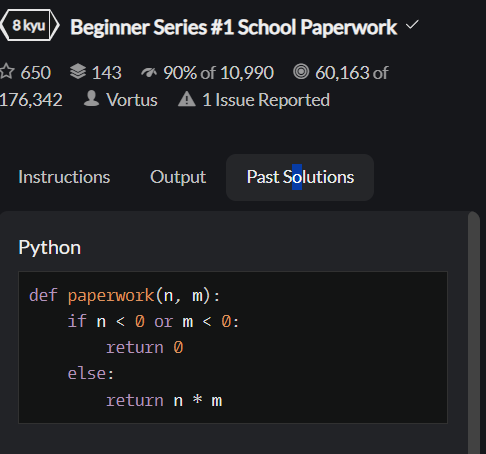 8 kyu Beginner Series #1 School Paperwork
650 143 90% of 10,990 60,163 of
176,342 Vortus 1 Issue Reported
Instructions Output Past Solutions
Python
def paperwork(n, m):
    if n < 0 or m < 0:
        return 0
    else:
        return n * m